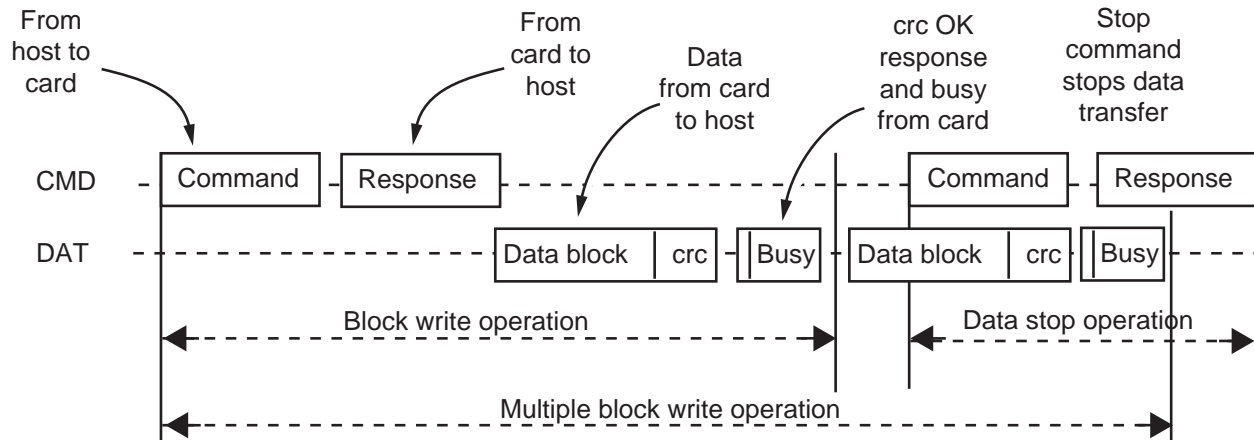 From
host to
card
From
card to
host
Data
from card
to host
crc OK
response
and busy
from card
Stop
command
stops data
transfer
CMD
Command
Response
Command
Response
DAT
Data block
crc
Busy
Data block
crc
Busy
Block write operation
Data stop operation
Multiple block write operation